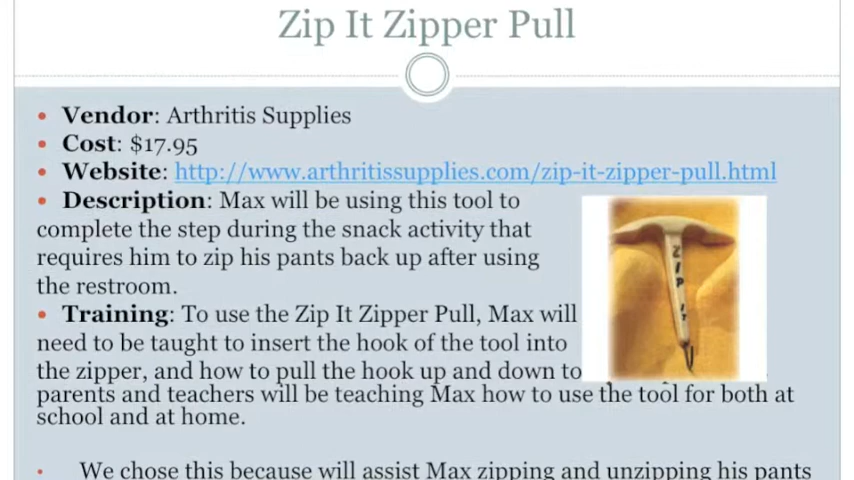 Zip It Zipper Pull
• Vendor: Arthritis Supplies
• Cost: $17.95
• Website: http://www.arthritissupplies.com/zip-it-zipper-pull.html
• Description: Max will be using this tool to
complete the step during the snack activity that
requires him to zip his pants back up after using
the restroom.
• Training: To use the Zip It Zipper Pull, Max will
need to be taught to insert the hook of the tool into
the zipper, and how to pull the hook up and down to
parents and teachers will be teaching Max how to use the tool for both at
school and at home.
• We chose this because will assist Max zipping and unzipping his pants
ZIP IT